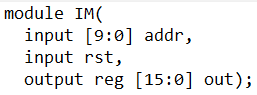 module IM(
  input [9:0] addr,
  input rst,
  output reg [15:0] out);